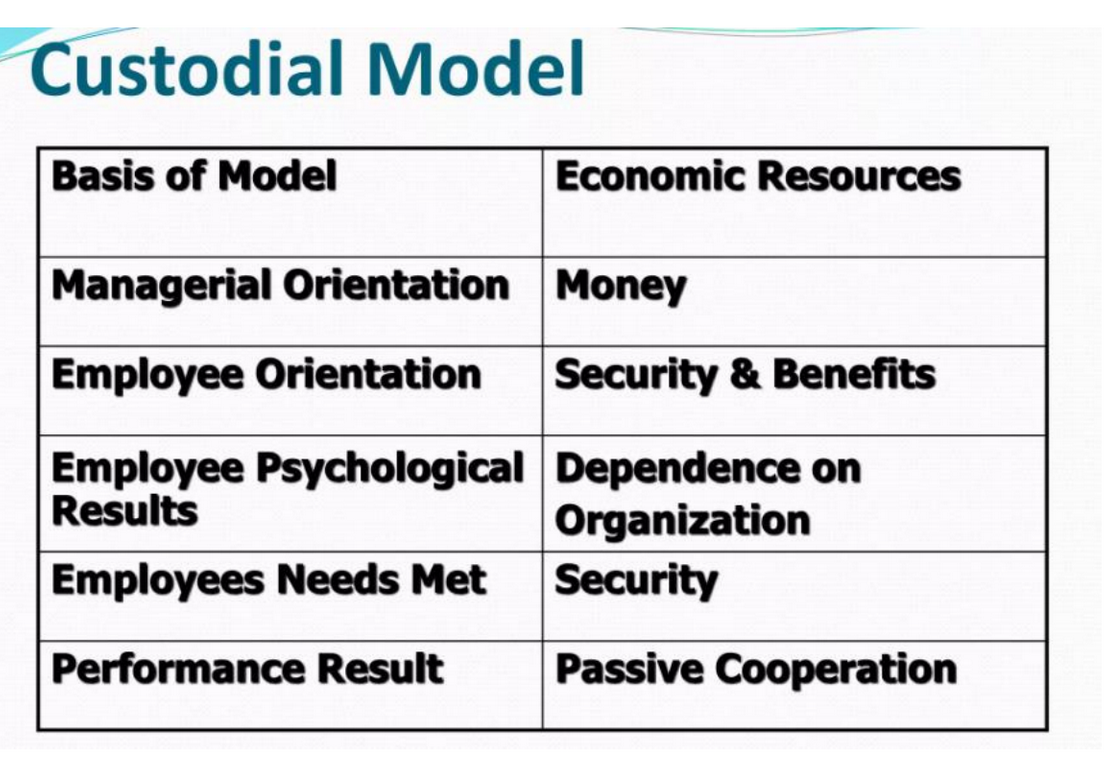 Custodial Model
Basis of Model
Economic Resources
Managerial Orientation
Money
Employee Orientation
Security & Benefits
Employee Psychological
Results
Dependence on
Organization
Employees Needs Met
Security
Performance Result
Passive Cooperation